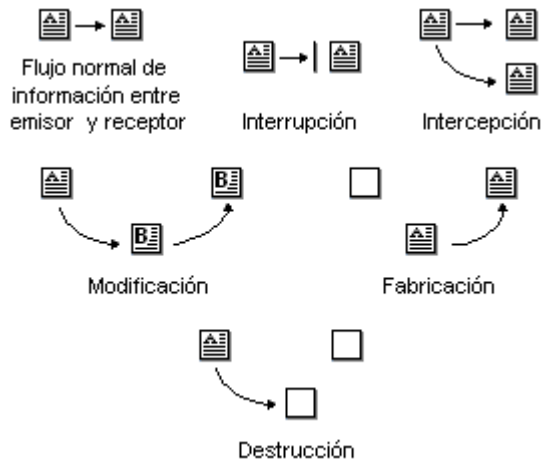 Flujo normal de
información entre
emisor y receptor
Interrupción
Intercepción
A
A
A
A
A
A
A
A
B
A
B
Modificación
A
Fabricación
A
Destrucción